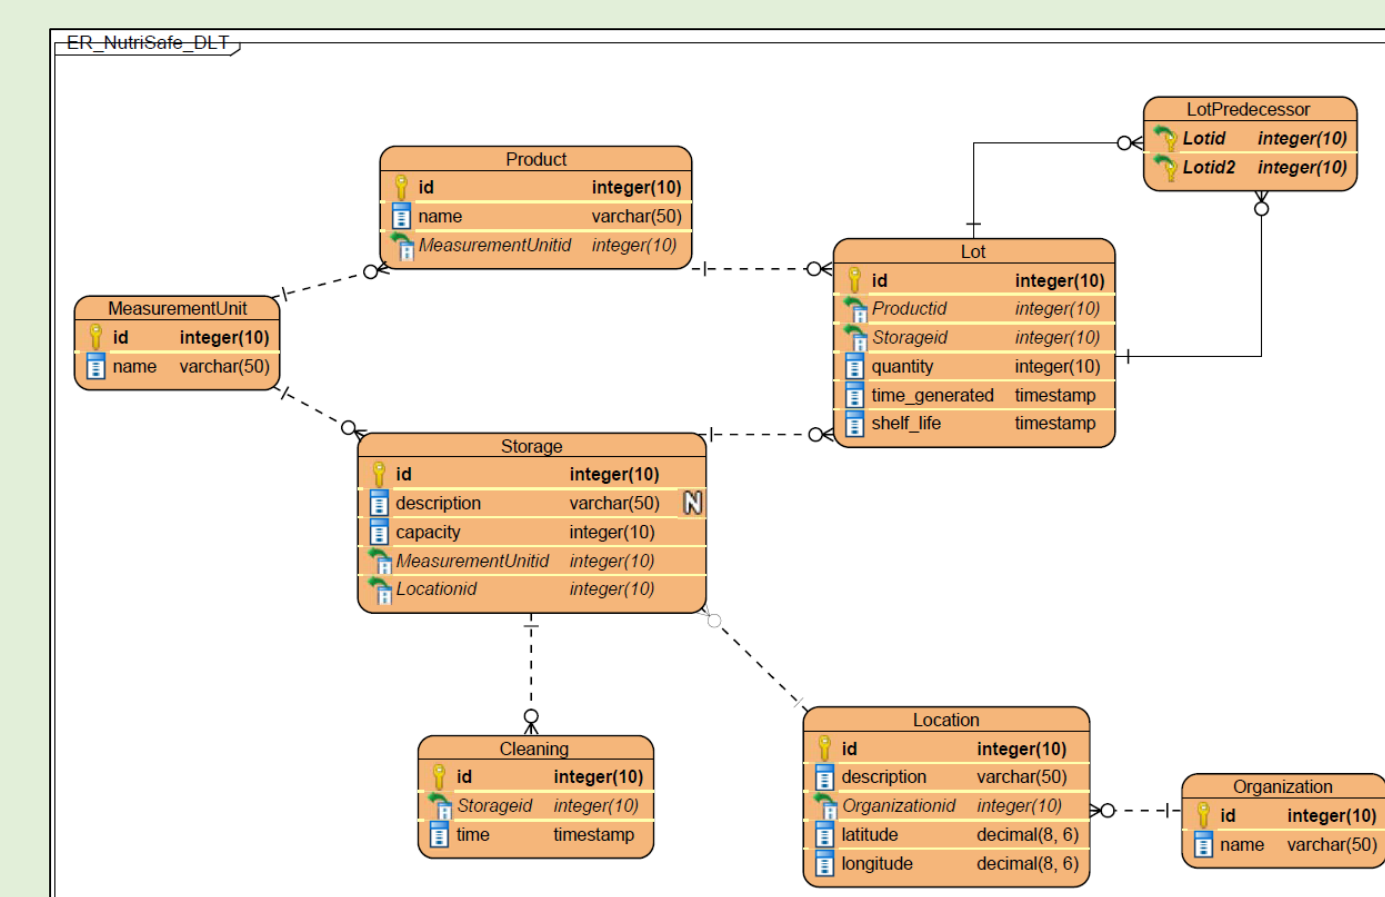 ER_NutriSafe_DLT
LotPredecessor
Lotid integer(10)
Lotid2 integer(10)
Product
id integer(10)
name varchar(50)
MeasurementUnitid integer(10)
Lot
id integer(10)
Productid integer(10)
Storageid integer(10)
quantity integer(10)
time_generated timestamp
shelf_life timestamp
MeasurementUnit
id integer(10)
name varchar(50)
Storage
id integer(10)
description varchar(50) N
capacity integer(10)
MeasurementUnitid integer(10)
Locationid integer(10)
Cleaning
id integer(10)
Storageid integer(10)
time timestamp
Location
id integer(10)
description varchar(50)
Organizationid integer(10)
latitude decimal(8, 6)
longitude decimal(8, 6)
Organization
id integer(10)
name varchar(50)